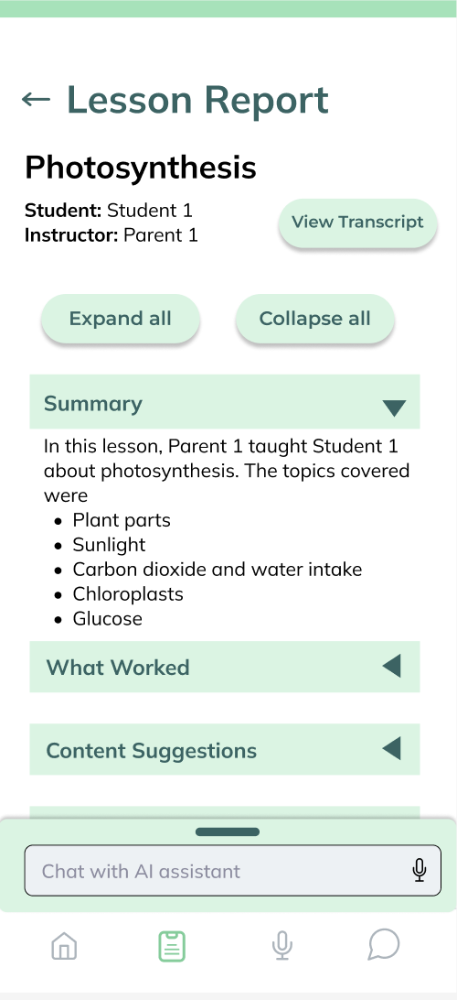 ← Lesson Report
Photosynthesis
Student: Student 1
Instructor: Parent 1
View Transcript
Expand all
Collapse all
Summary
In this lesson, Parent 1 taught Student 1
about photosynthesis. The topics covered
were
• Plant parts
• Sunlight
• Carbon dioxide and water intake
• Chloroplasts
• Glucose
What Worked
Content Suggestions
Chat with AI assistant